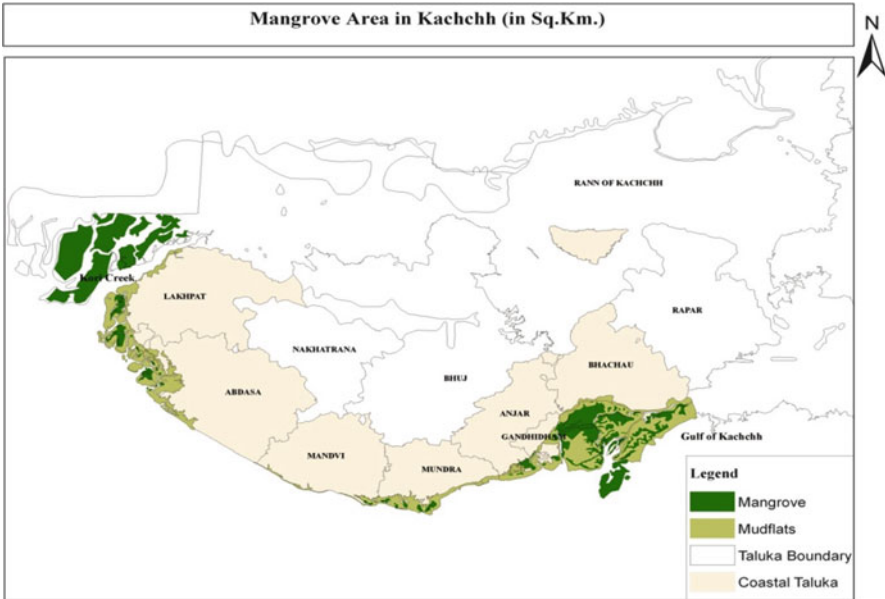 Mangrove Area in Kachchh (in Sq.Km.)
N
RANN OF KACHCHH
Kori Creek
LAKHPAT
RAPAR
NAKHATRANA
BHACHAU
BHUJ
ABDASA
ANJAR
GANDHIDHAM
Gulf of Kachchh
MANDVI
MUNDRA
Legend
Mangrove
Mudflats
Taluka Boundary
Coastal Taluka